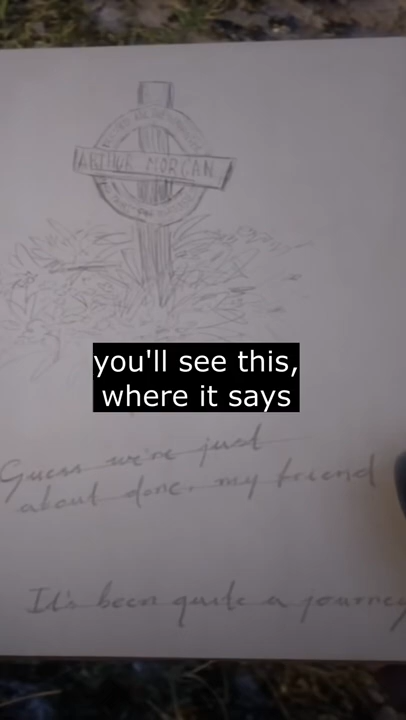 ARTHUR MORGAN
you'll see this,
where it says
Guess we're just
about done, my friend
It's been quite a journey